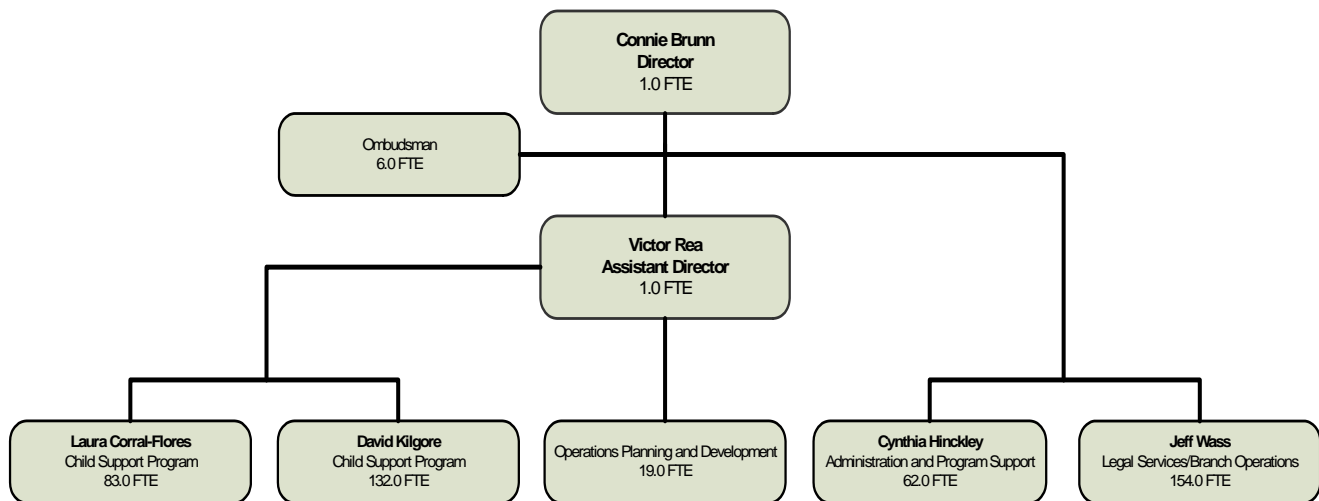 Connie Brunn
Director
1.0 FTE
Ombudsman
6.0 FTE
Victor Rea
Assistant Director
1.0 FTE
Laura Corral-Flores
Child Support Program
83.0 FTE
David Kilgore
Child Support Program
132.0 FTE
Operations Planning and Development
19.0 FTE
Cynthia Hinckley
Administration and Program Support
62.0 FTE
Jeff Wass
Legal Services/Branch Operations
154.0 FTE